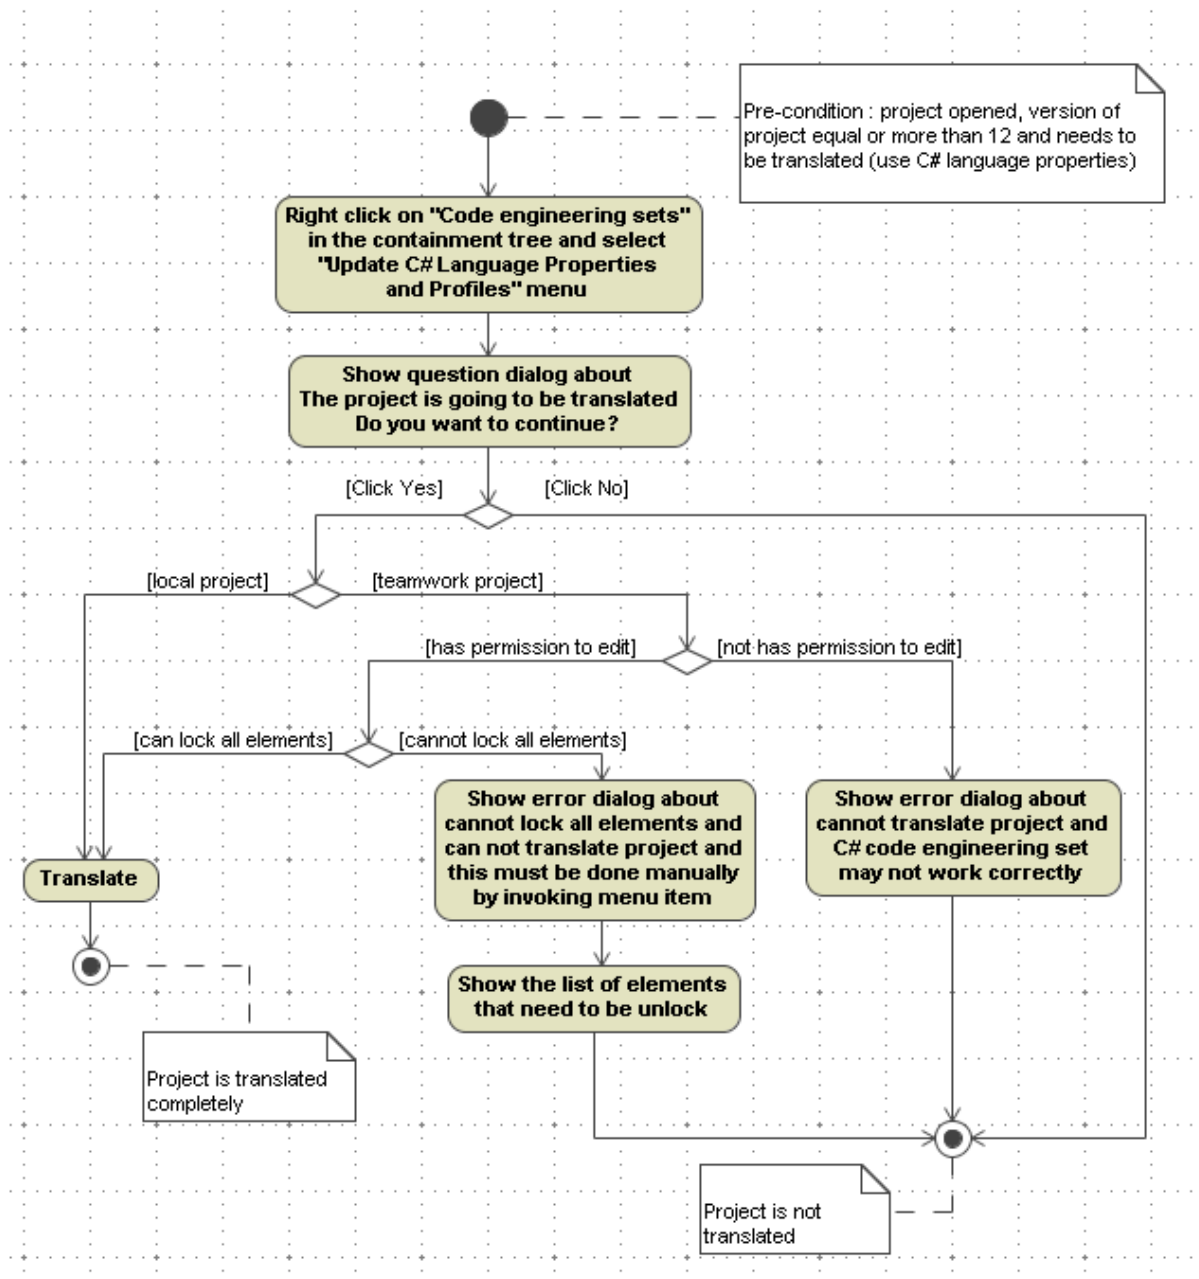 Pre-condition : project opened, version of
project equal or more than 12 and needs to
be translated (use C# language properties)
Right click on "Code engineering sets"
in the containment tree and select
"Update C# Language Properties
and Profiles" menu
Show question dialog about
The project is going to be translated
Do you want to continue?
[Click Yes]
[Click No]
[local project]
[teamwork project]
[has permission to edit]
[not has permission to edit]
[can lock all elements]
[cannot lock all elements]
Show error dialog about
cannot lock all elements and
can not translate project and
this must be done manually
by invoking menu item
Show error dialog about
cannot translate project and
C# code engineering set
may not work correctly
Translate
Show the list of elements
that need to be unlock
Project is translated
completely
Project is not
translated